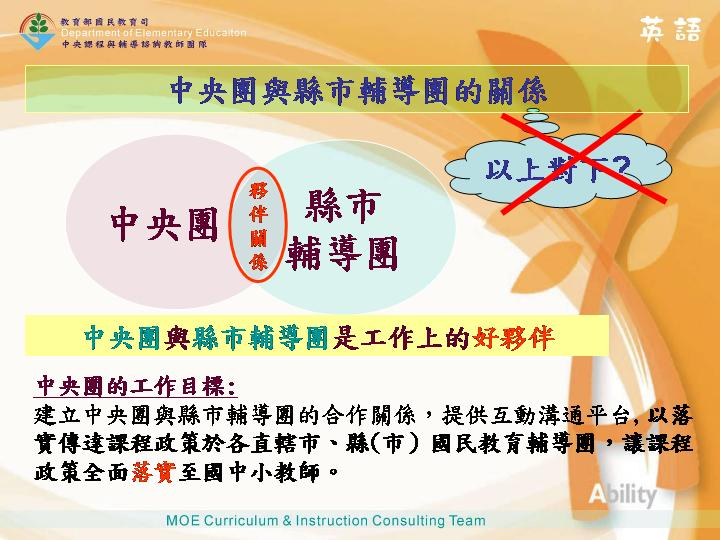 教育部國民教育司
Department of Elementary Educaiton
中央課程與輔導諮詢教師團隊
英語
中央團與縣市輔導團的關係
以上對下?
中央團
夥伴關係
縣市
輔導團
中央團與縣市輔導團是工作上的好夥伴
中央團的工作目標:
建立中央團與縣市輔導團的合作關係，提供互動溝通平台,以落
實傳達課程政策於各直轄市、縣(市) 國民教育輔導團，讓課程
政策全面落實至國中小教師。
Ability
MOE Curriculum & Instruction Consulting Team